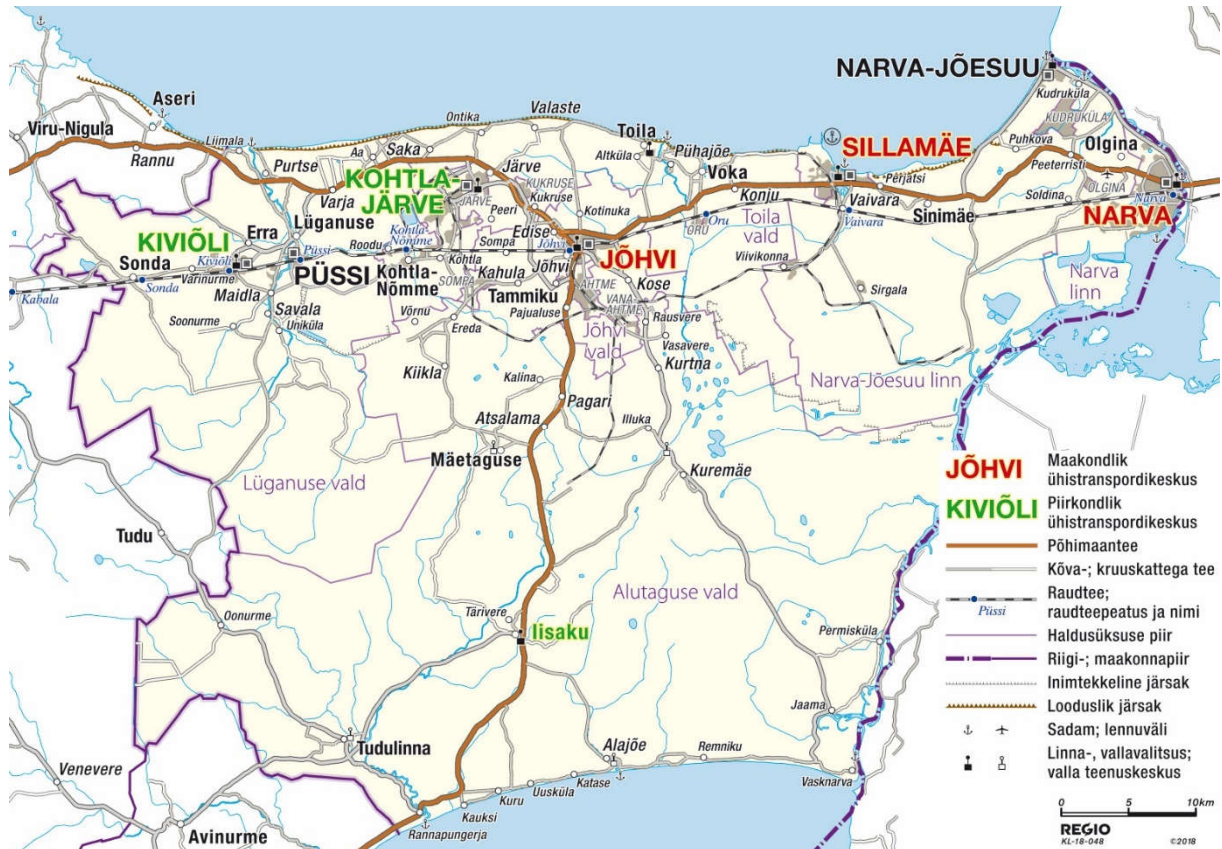 NARVA-JÕESUU
Kudruküla
KUDRUKÜLA
Aseri
Viru-Nigula
Rannu
Liimala
Purtse
Aa
Saka
Ontika
Valaste
Toila
Altküla
Pühajõe
SILLAMÄE
Puhkova
Olgina
Peeterristi
OLGINA
Narva
NARVA
Varja
KOHTLA-
JÄRVE
JÄRVE
Järve
KUKRUSE
Kukruse
Peeri
Kotinuka
Voka
Konju
Perjatsi
Vaivara
Vaivara
Sinimäe
Soldina
Lüganuse
Erra
KIVIÕLI
Kiviõli
Püssi
PÜSSI
Roodu
Kohtla-
Nõmme
Sompa
Edise
Jõhvi
JÕHVI
Oru
ORU
Toila
vald
Viivikonna
Sirgala
Narva
linn
Sonda
Sonda
Kabala
Varinurme
Maidla
Savala
Soonurme
Uniküla
Kohtla-
Nõmme
Kohtla
SOMPA
Kahula
Jõhvi
Tammiku
Pajualuse
AHTME
VANA-
AHTME
Kose
Rausvere
Vasavere
Jõhvi
vald
Võrnu
Ereda
Kiikla
Kalina
Pagari
Kurtna
Narva-Jõesuu linn
Atsalama
Illuka
Mäetaguse
Kuremäe
Lüganuse vald
Tudu
Oonurme
Tärivere
Iisaku
Alutaguse vald
Permisküla
Jaama
Tudulinna
Alajõe
Remniku
Vasknarva
Venevere
Avinurme
Katase
Uusküla
Kuru
Kauksi
Rannapungerja
JÕHVI
Maakondlik
ühistranspordikeskus
KIVIÕLI
Piirkondlik
ühistranspordikeskus
Põhimaantee
Kõva-; kruuskattega tee
Püssi
Raudtee;
raudteepeatus ja nimi
Haldusüksuse piir
Riigi-; maakonnapiir
Inimtekkeline järsak
Looduslik järsak
Sadam; lennuväli
Linna-, vallavalitsus;
valla teenuskeskus
0 5 10km
REGIO
KL-18-048 ©2018